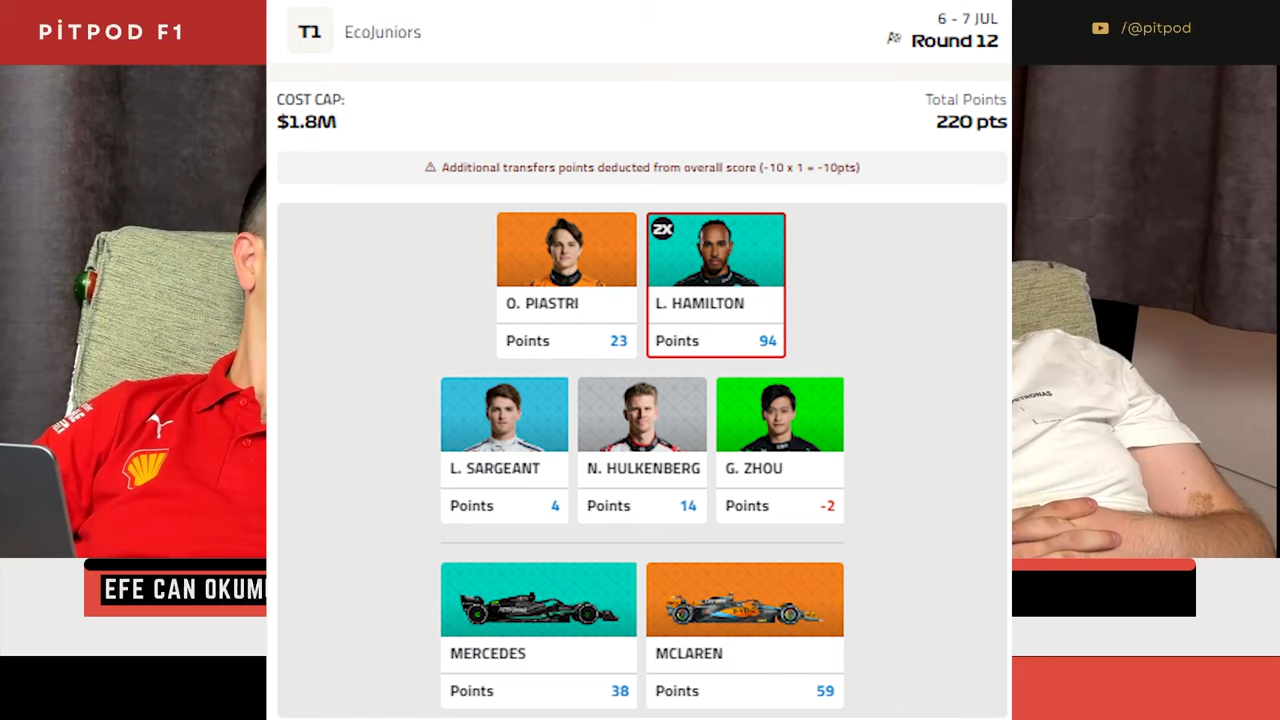 PİTPOD F1
T1 EcoJuniors
6 - 7 JUL
Round 12
/@pitpod
COST CAP:
$1.8M
Total Points
220 pts
⚠ Additional transfers points deducted from overall score (-10 x 1 = -10pts)
2X
O. PIASTRI
Points 23
L. HAMILTON
Points 94
L. SARGEANT
Points 4
N. HULKENBERG
Points 14
G. ZHOU
Points -2
MERCEDES
Points 38
MCLAREN
Points 59
PETRONAS
EFE CAN